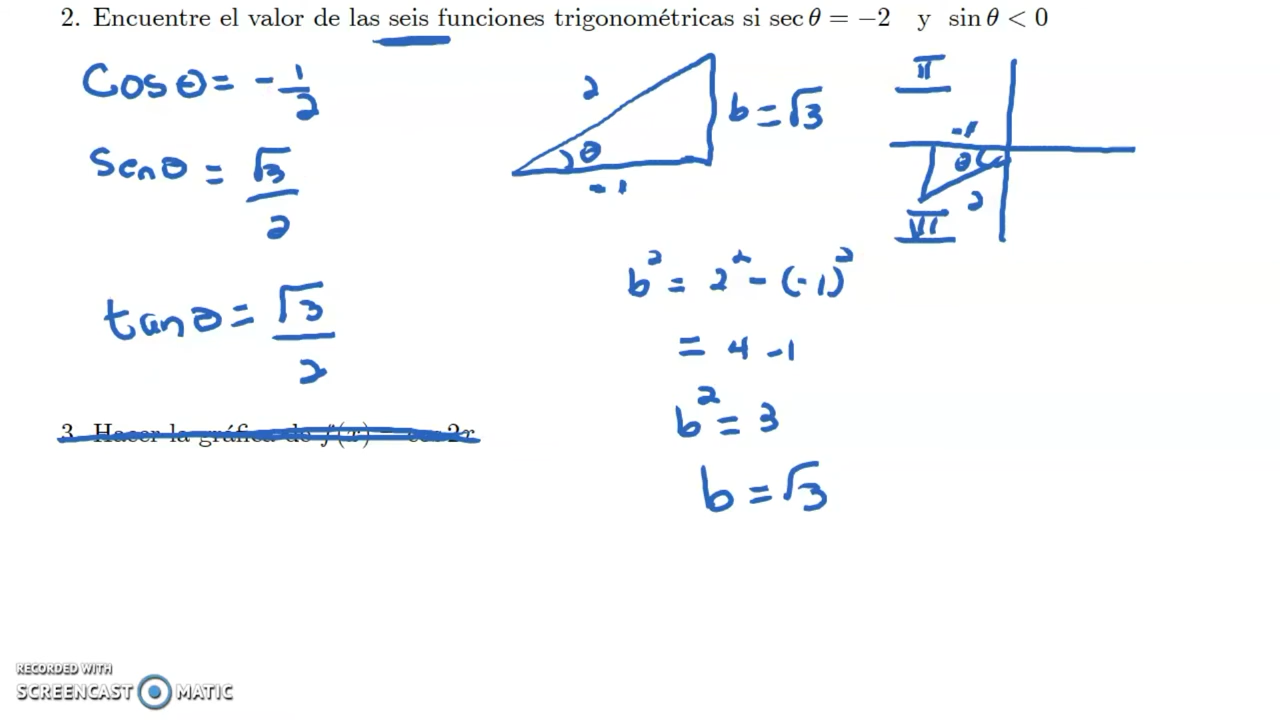 2. Encuentre el valor de las seis funciones trigonométricas si sec θ = −2 y sin θ < 0
Cos θ = - 1/2
Sen θ = √3/2
tan θ = √3/2
2
θ
-1
b = √3
II
-1
θ
2
VI
b² = 2² - (-1)²
= 4 - 1
b² = 3
b = √3
3. Hacer la gráfica de f(x) = cos 2x
RECORDED WITH
SCREENCAST MATIC